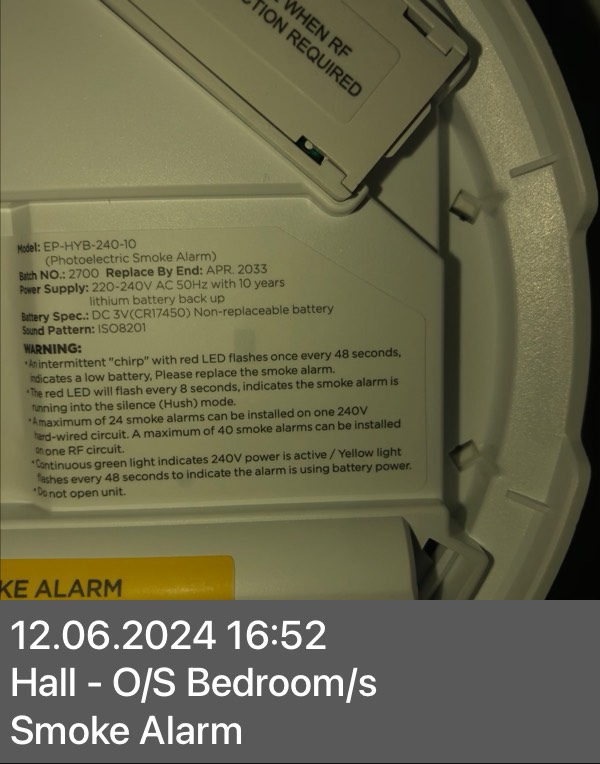 E WHEN RF
CTION REQUIRED
Model: EP-HYB-240-10
(Photoelectric Smoke Alarm)
Batch NO.: 2700 Replace By End: APR. 2033
Power Supply: 220-240V AC 50Hz with 10 years
lithium battery back up
Battery Spec.: DC 3V(CR17450) Non-replaceable battery
Sound Pattern: ISO8201
WARNING:
•An intermittent "chirp" with red LED flashes once every 48 seconds,
indicates a low battery, Please replace the smoke alarm.
•The red LED will flash every 8 seconds, indicates the smoke alarm is
running into the silence (Hush) mode.
•A maximum of 24 smoke alarms can be installed on one 240V
hard-wired circuit. A maximum of 40 smoke alarms can be installed
on one RF circuit.
•Continuous green light indicates 240V power is active / Yellow light
flashes every 48 seconds to indicate the alarm is using battery power.
•Do not open unit.
KE ALARM
12.06.2024 16:52
Hall - O/S Bedroom/s
Smoke Alarm